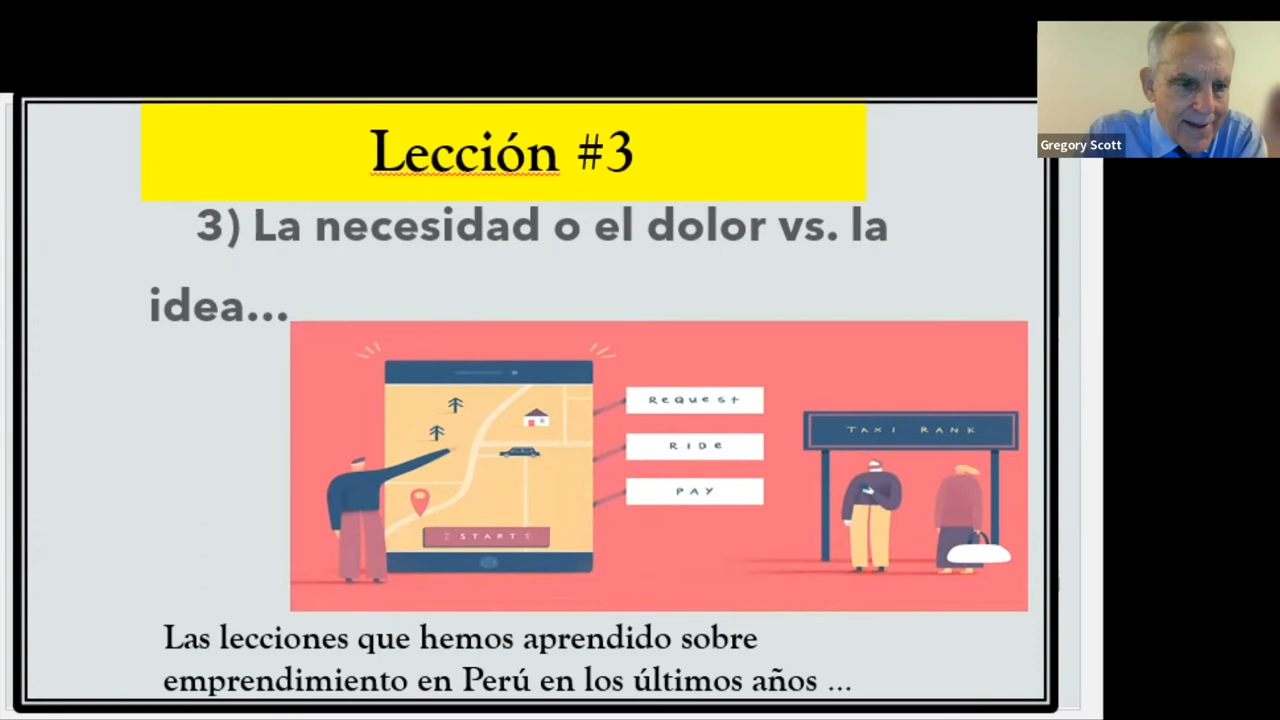 Gregory Scott
Lección #3
3) La necesidad o el dolor vs. la
idea...
REQUEST
RIDE
PAY
TAXI RANK
START
Las lecciones que hemos aprendido sobre
emprendimiento en Perú en los últimos años ...